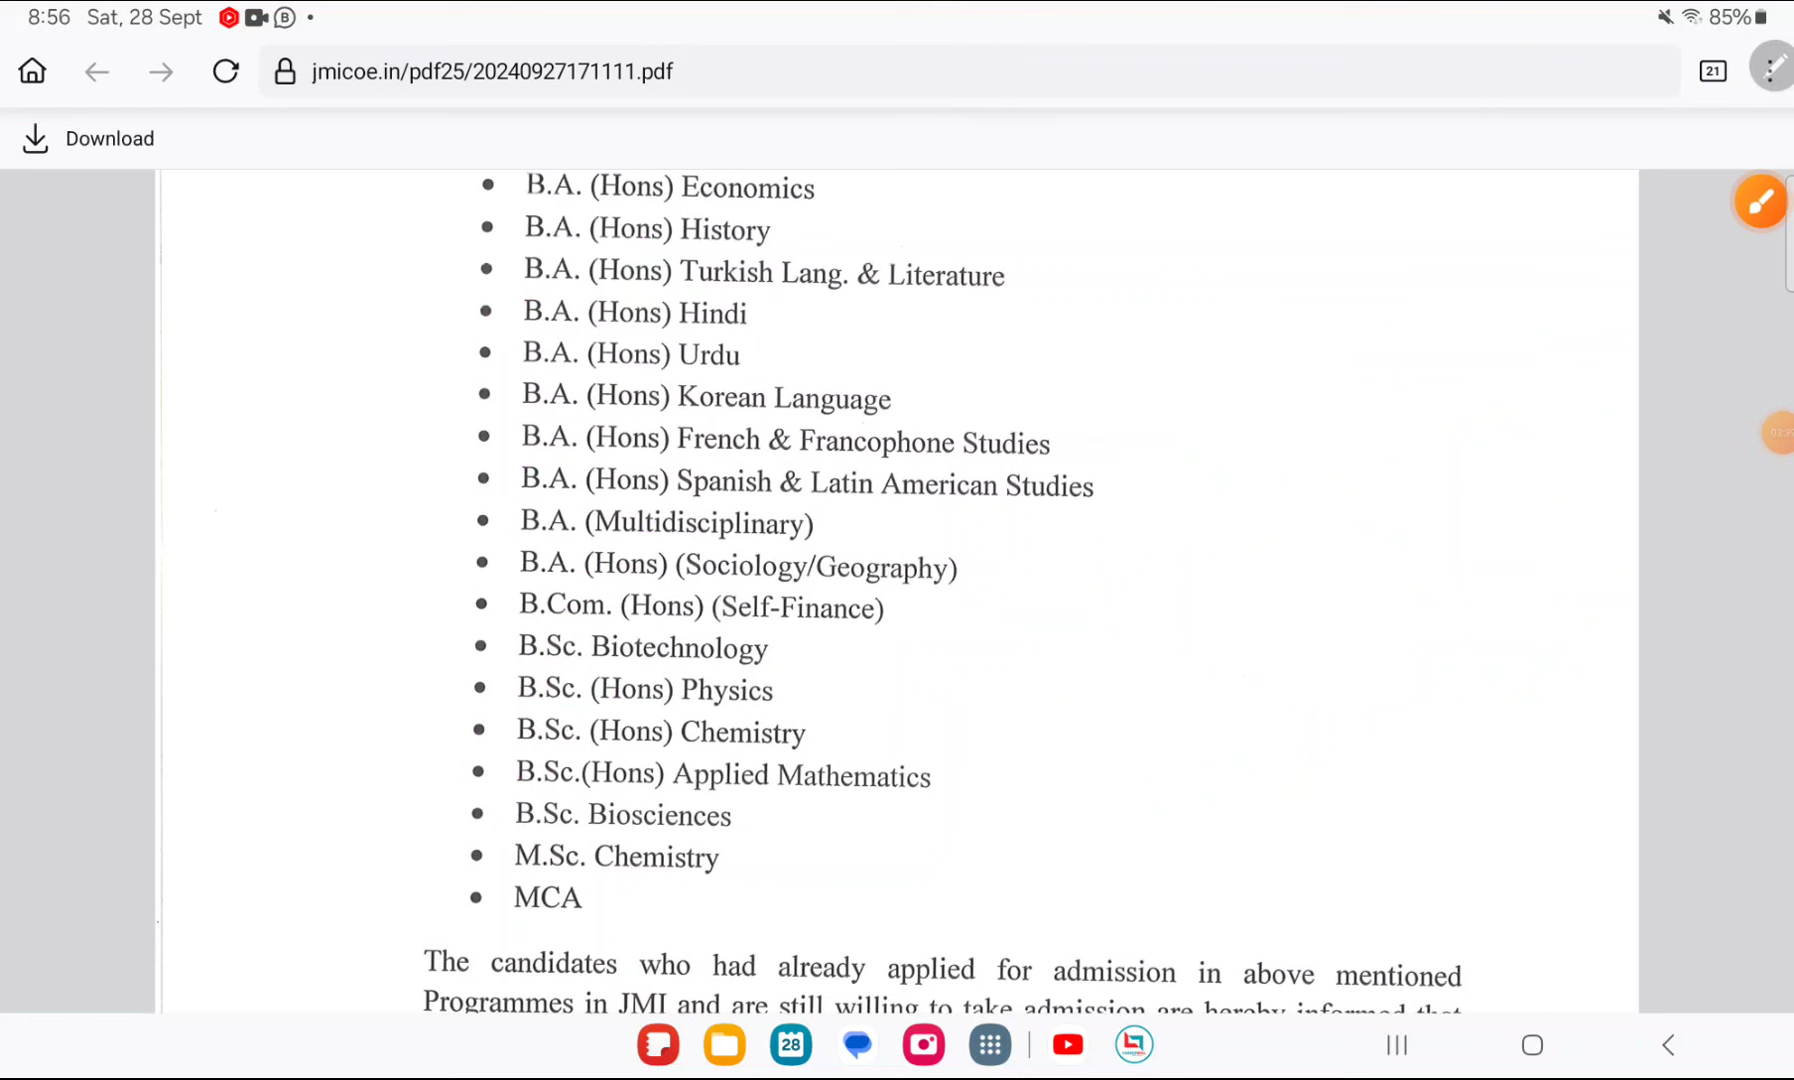 8:56 Sat, 28 Sept B 85%
jmicoe.in/pdf25/20240927171111.pdf 21
Download
• B.A. (Hons) Economics
• B.A. (Hons) History
• B.A. (Hons) Turkish Lang. & Literature
• B.A. (Hons) Hindi
• B.A. (Hons) Urdu
• B.A. (Hons) Korean Language
• B.A. (Hons) French & Francophone Studies
• B.A. (Hons) Spanish & Latin American Studies
• B.A. (Multidisciplinary)
• B.A. (Hons) (Sociology/Geography)
• B.Com. (Hons) (Self-Finance)
• B.Sc. Biotechnology
• B.Sc. (Hons) Physics
• B.Sc. (Hons) Chemistry
• B.Sc.(Hons) Applied Mathematics
• B.Sc. Biosciences
• M.Sc. Chemistry
• MCA
The candidates who had already applied for admission in above mentioned
Programmes in JMI and are still willing to take admission are hereby informed that
28